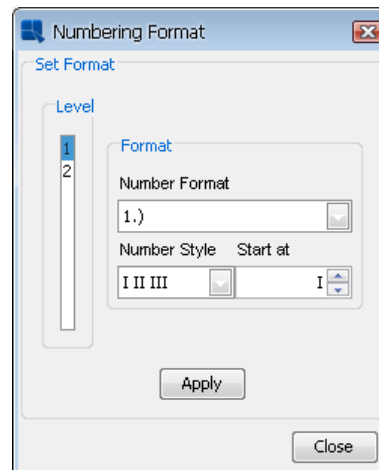 Numbering Format
Set Format
Level
1
2
Format
Number Format
1.)
Number Style Start at
I II III I
Apply
Close